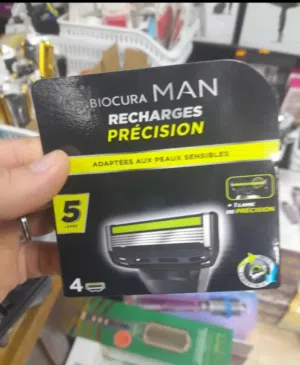 BIOCURA MAN
RECHARGES
PRÉCISION
ADAPTÉES AUX PEAUX SENSIBLES
5
LAMES
+ 1 LAME
DE PRÉCISION
4